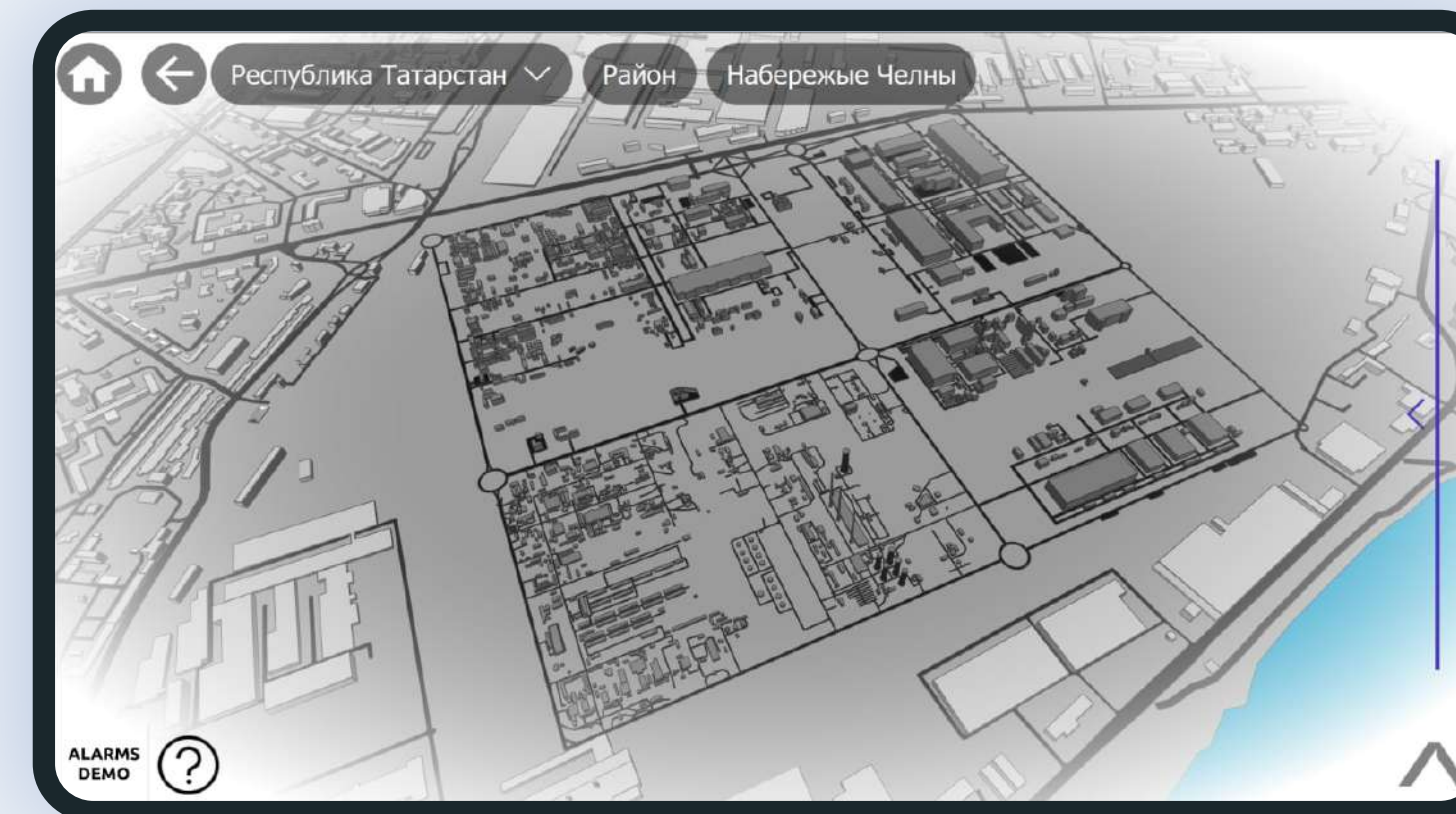 Республика Татарстан
Район
Набережые Челны
ALARMS
DEMO
?